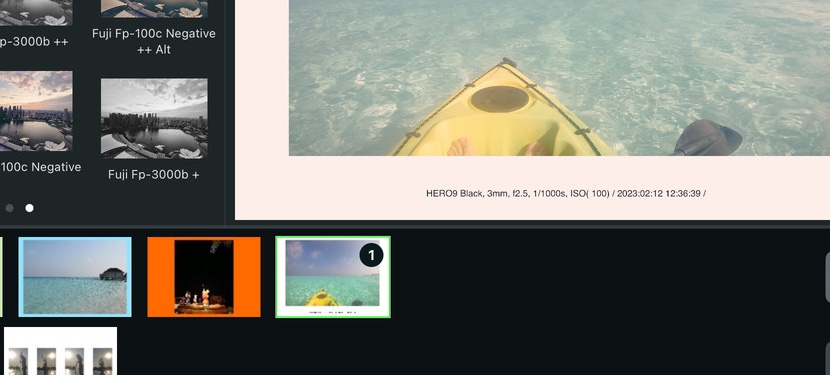 p-3000b ++
Fuji Fp-100c Negative
++ Alt
100c Negative
Fuji Fp-3000b +
HERO9 Black, 3mm, f2.5, 1/1000s, ISO( 100) / 2023:02:12 12:36:39 /
1